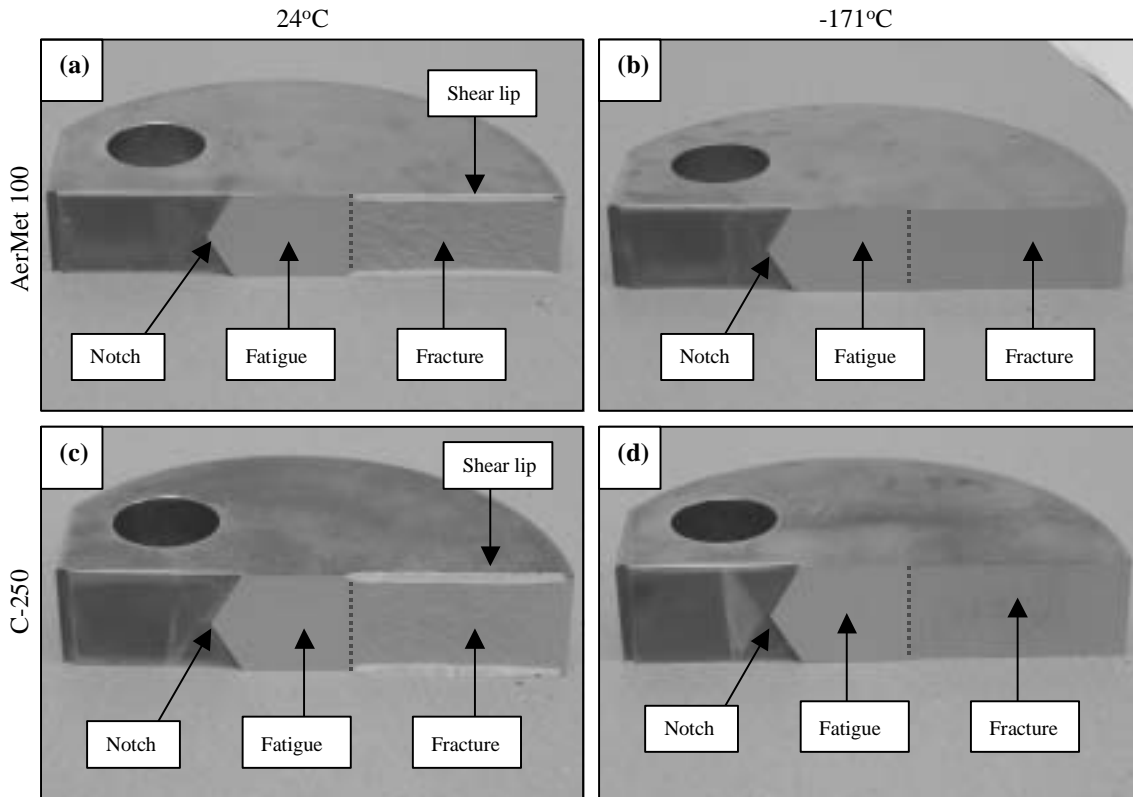 24°C
-171°C
AerMet 100
(a)
Shear lip
Notch
Fatigue
Fracture
(b)
Notch
Fatigue
Fracture
C-250
(c)
Shear lip
Notch
Fatigue
Fracture
(d)
Notch
Fatigue
Fracture